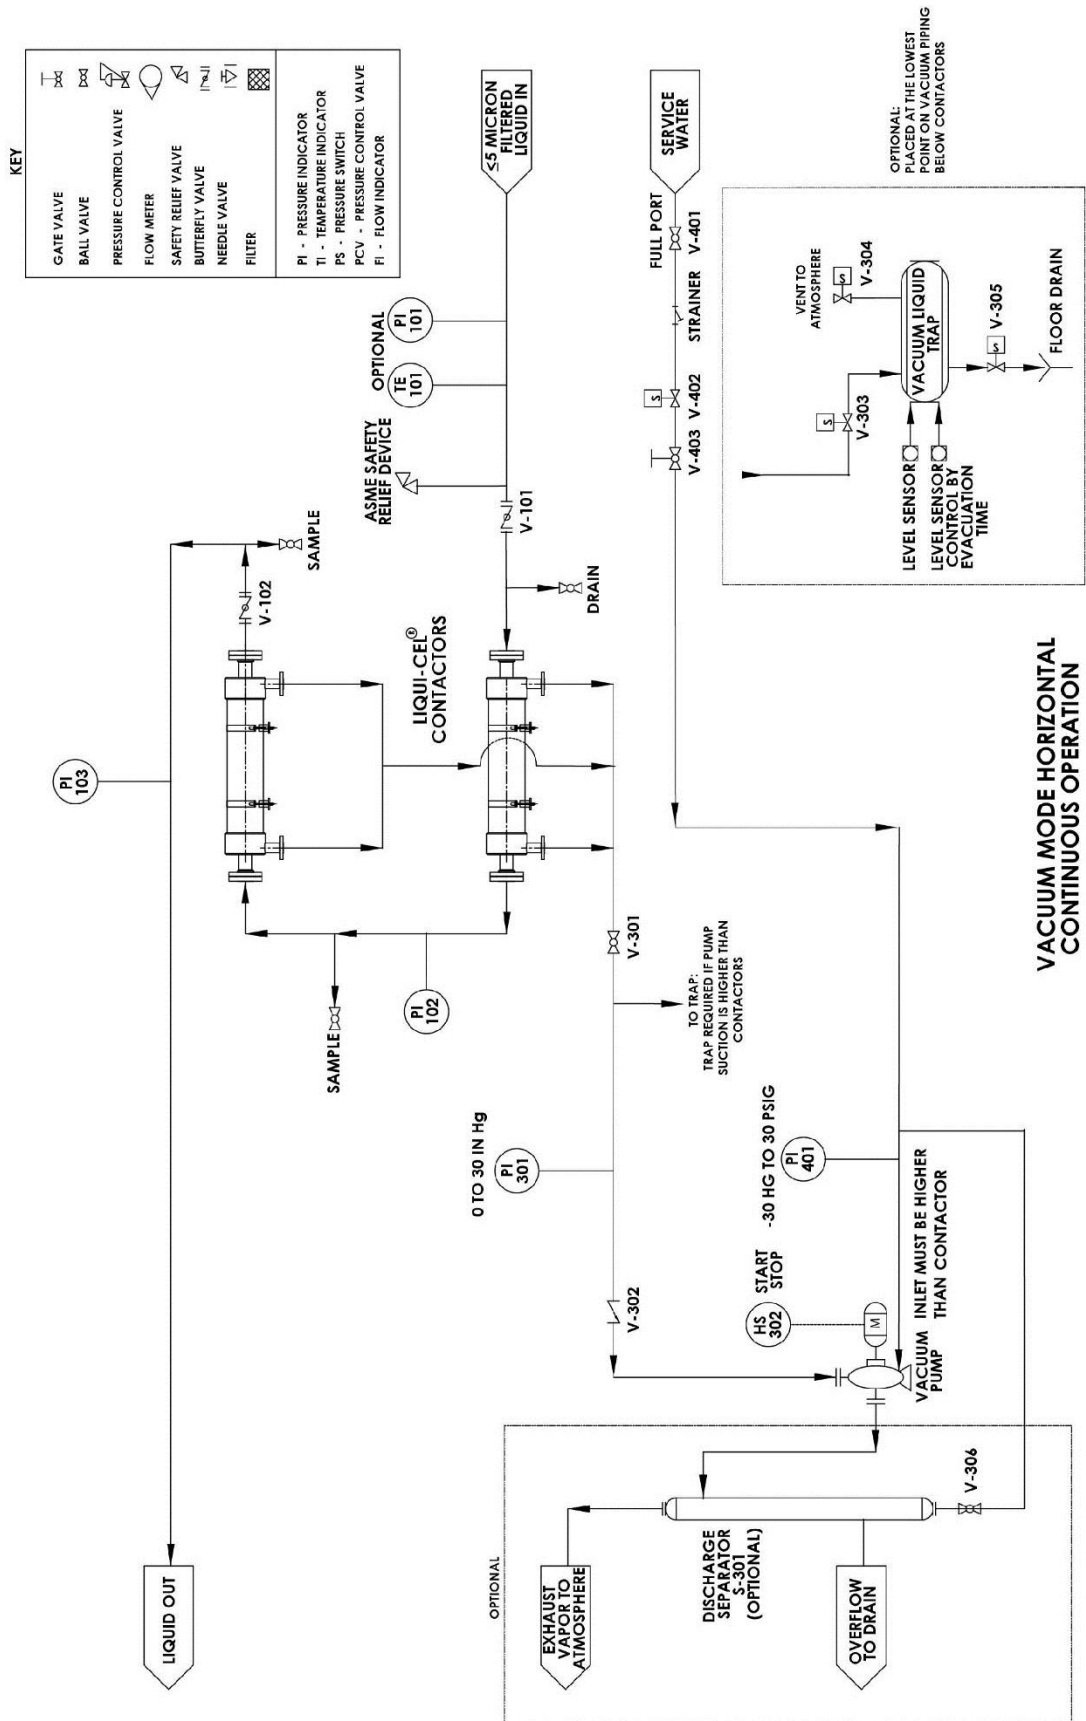 KEY
GATE VALVE
BALL VALVE
PRESSURE CONTROL VALVE
FLOW METER
SAFETY RELIEF VALVE
BUTTERFLY VALVE
NEEDLE VALVE
FILTER
PI - PRESSURE INDICATOR
TI - TEMPERATURE INDICATOR
PS - PRESSURE SWITCH
PCV - PRESSURE CONTROL VALVE
FI - FLOW INDICATOR
LIQUID OUT
PI
103
V-102
SAMPLE
SAMPLE
PI
102
LIQUI-CEL®
CONTACTORS
ASME SAFETY
RELIEF DEVICE
OPTIONAL
TE
101
PI
101
≤5 MICRON
FILTERED
LIQUID IN
V-101
DRAIN
0 TO 30 IN Hg
PI
301
V-302
V-301
TO TRAP:
TRAP REQUIRED IF PUMP
SUCTION IS HIGHER THAN
CONTACTORS
SERVICE
WATER
FULL PORT
V-401
STRAINER
S
V-402
V-403
OPTIONAL
EXHAUST
VAPOR TO
ATMOSPHERE
DISCHARGE
SEPARATOR
S-301
(OPTIONAL)
OVERFLOW
TO DRAIN
V-306
HS
302
START
STOP
M
-30 HG TO 30 PSIG
PI
401
VACUUM
PUMP
INLET MUST BE HIGHER
THAN CONTACTOR
OPTIONAL:
PLACED AT THE LOWEST
POINT ON VACUUM PIPING
BELOW CONTACTORS
VENT TO
ATMOSPHERE
S
V-304
S
V-303
VACUUM LIQUID
TRAP
LEVEL SENSOR
LEVEL SENSOR
CONTROL BY
EVACUATION
TIME
S
V-305
FLOOR DRAIN
VACUUM MODE HORIZONTAL
CONTINUOUS OPERATION